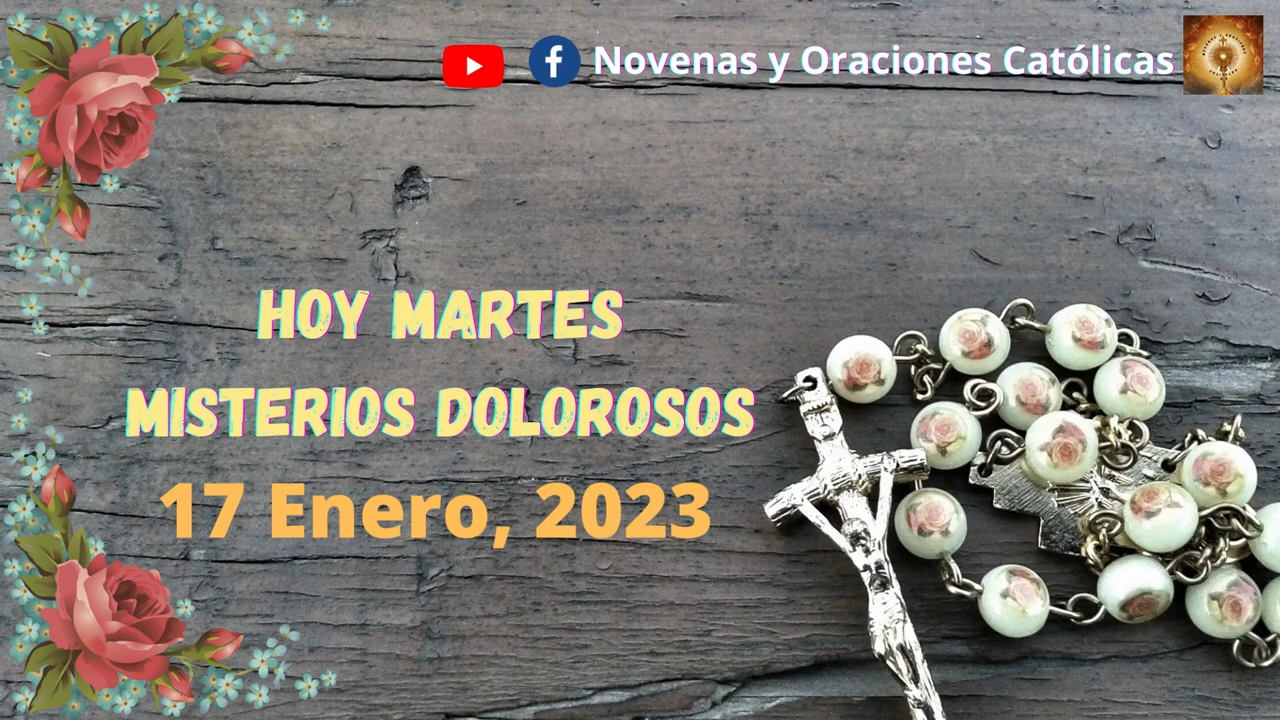 Novenas y Oraciones Católicas
HOY MARTES
MISTERIOS DOLOROSOS
17 Enero, 2023